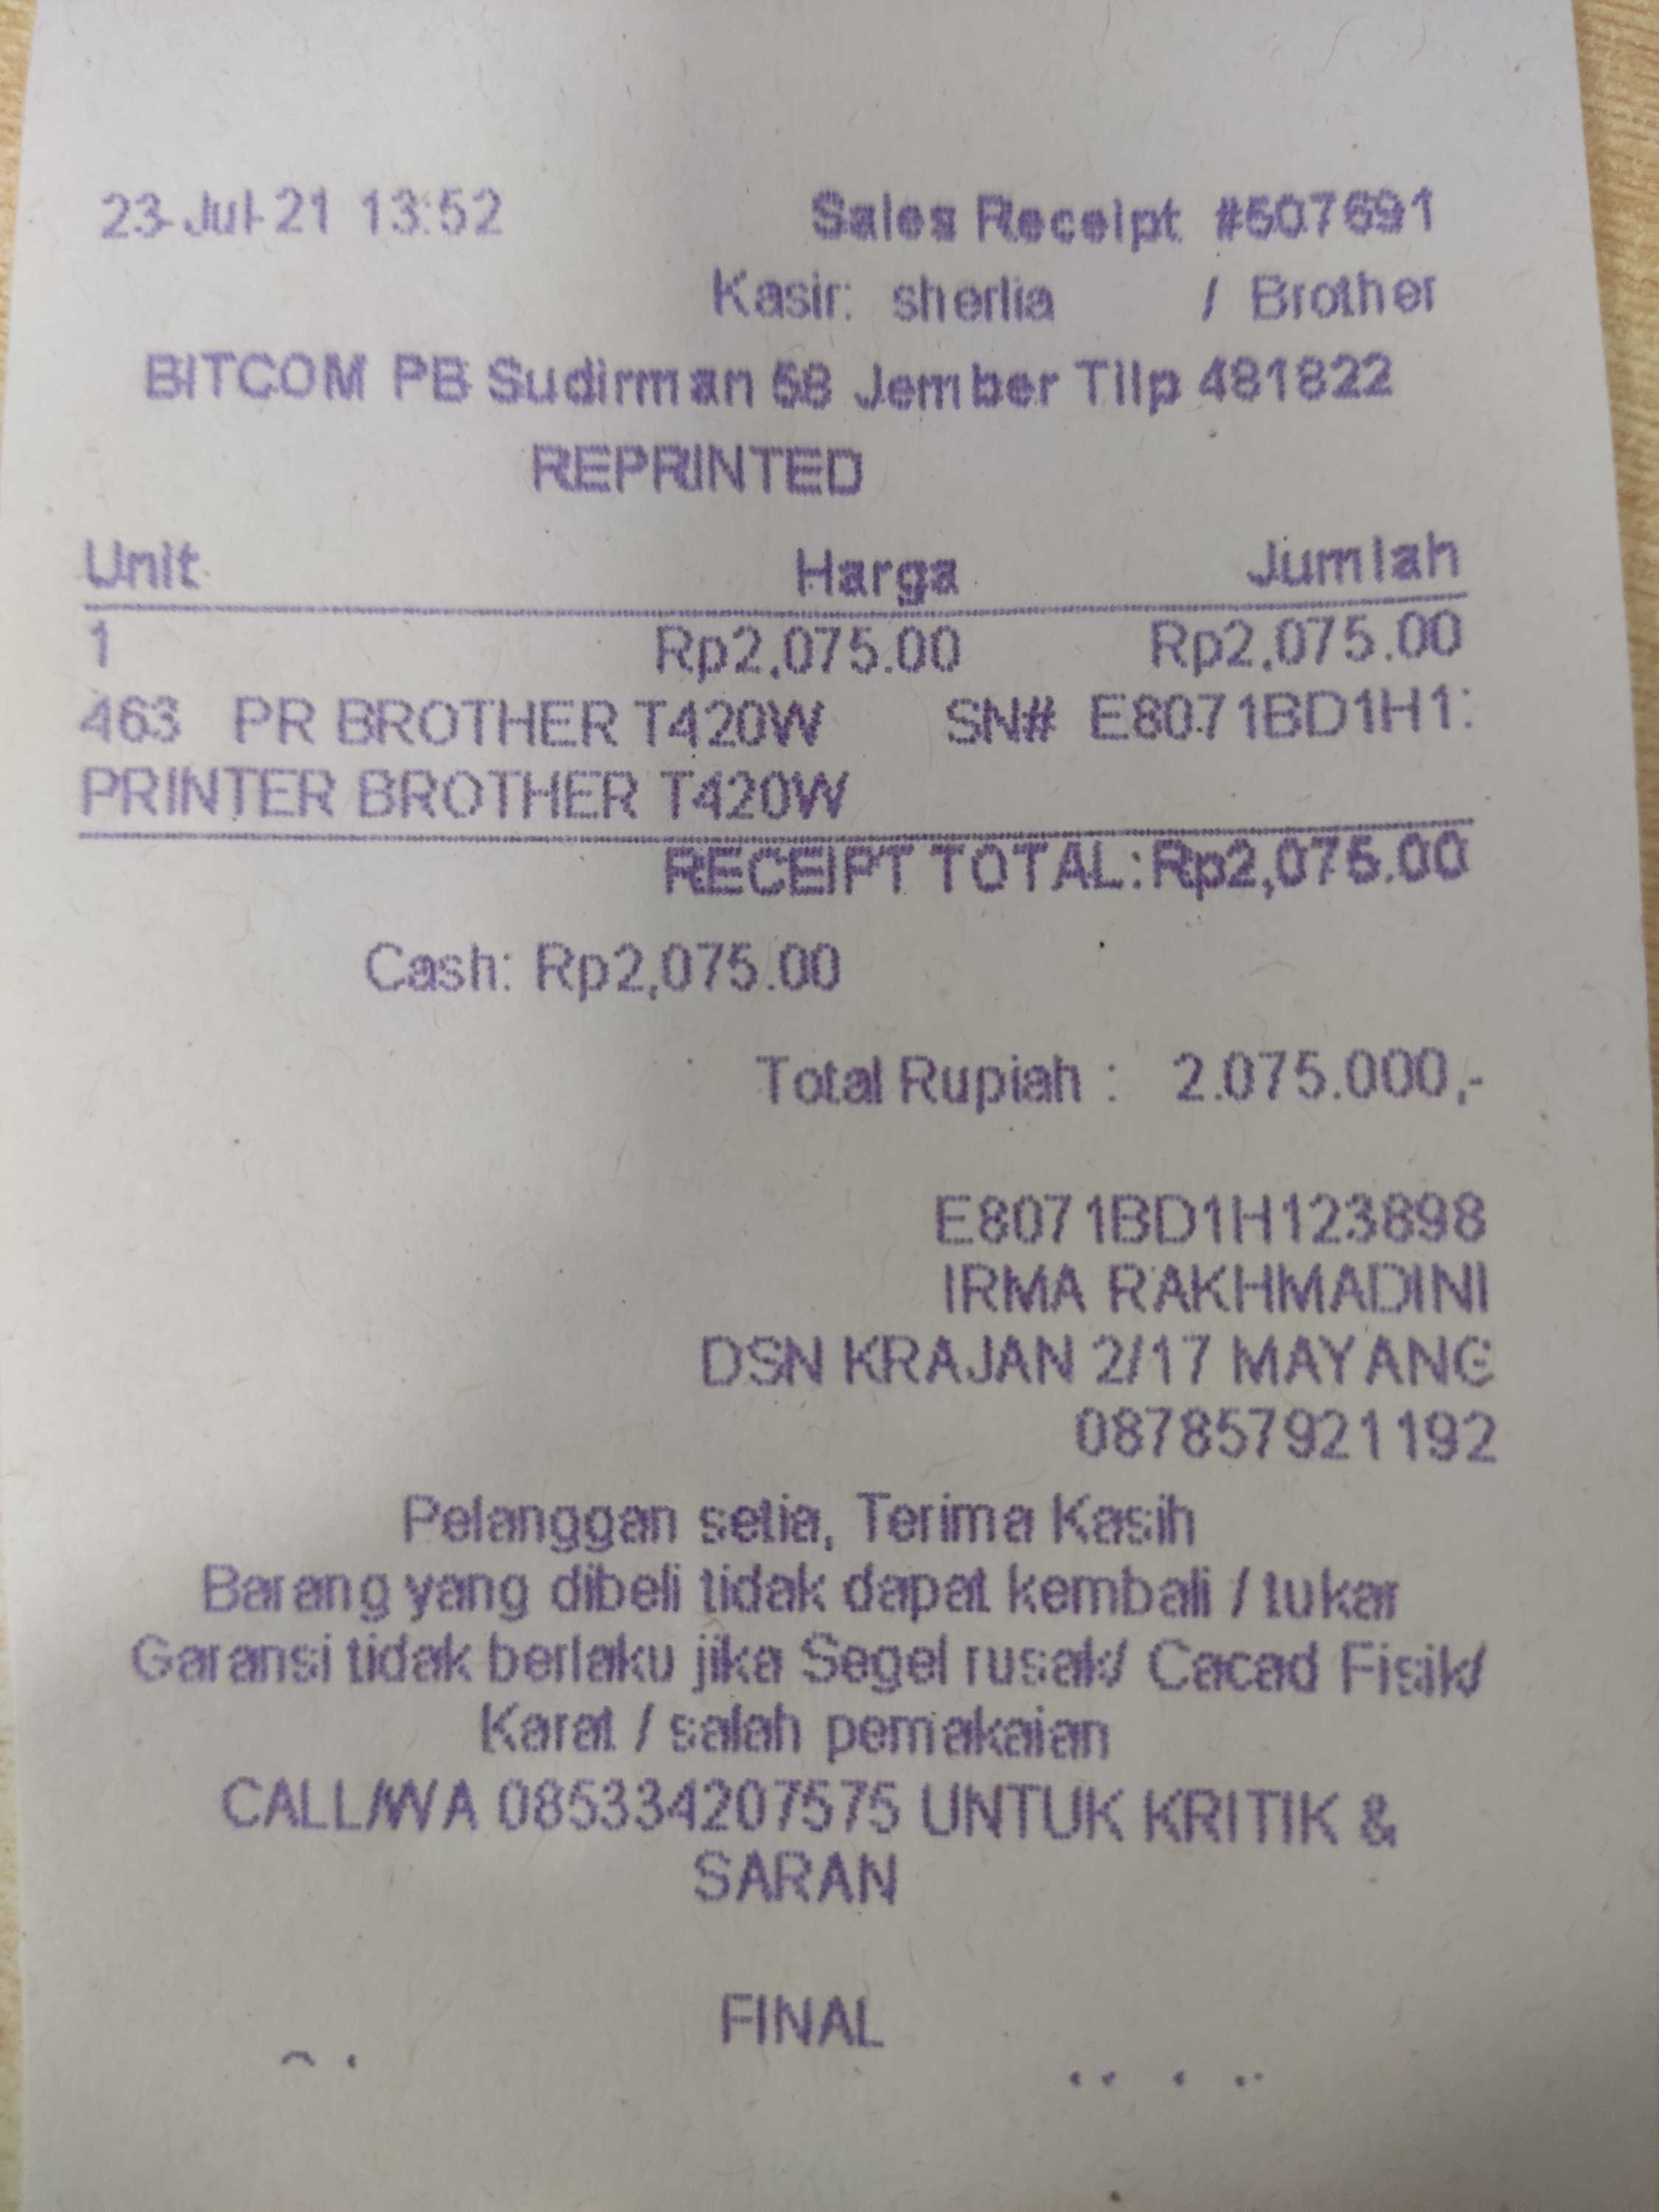 23-Jul-21 13:52 Sales Receipt #507691
Kasir: sherlia / Brother
BITCOM PB Sudirman 58 Jember Tilp 481822
REPRINTED
Unit Harga Jumlah
1 Rp2,075.00 Rp2,075.00
463 PR BROTHER T420W SN# E8071BD1H1:
PRINTER BROTHER T420W
RECEIPT TOTAL: Rp2,075.00
Cash: Rp2,075.00
Total Rupiah : 2.075.000,-
E8071BD1H123898
IRMA RAKHMADINI
DSN KRAJAN 2/17 MAYANG
087857921192
Pelanggan setia, Terima Kasih
Barang yang dibeli tidak dapat kembali / tukar
Garansi tidak berlaku jika Segel rusak/ Cacad Fisik/
Karat / salah pemakaian
CALL/WA 085334207575 UNTUK KRITIK &
SARAN
FINAL